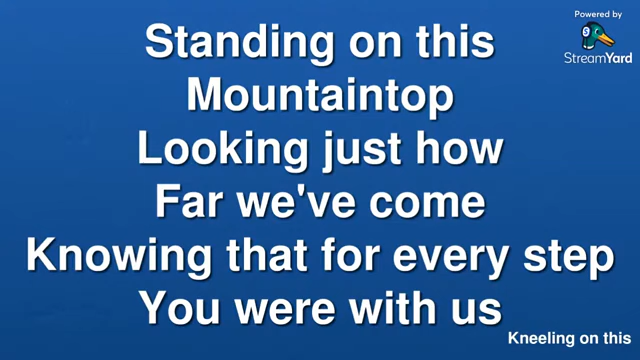 Powered by
StreamYard
Standing on this
Mountaintop
Looking just how
Far we've come
Knowing that for every step
You were with us
Kneeling on this